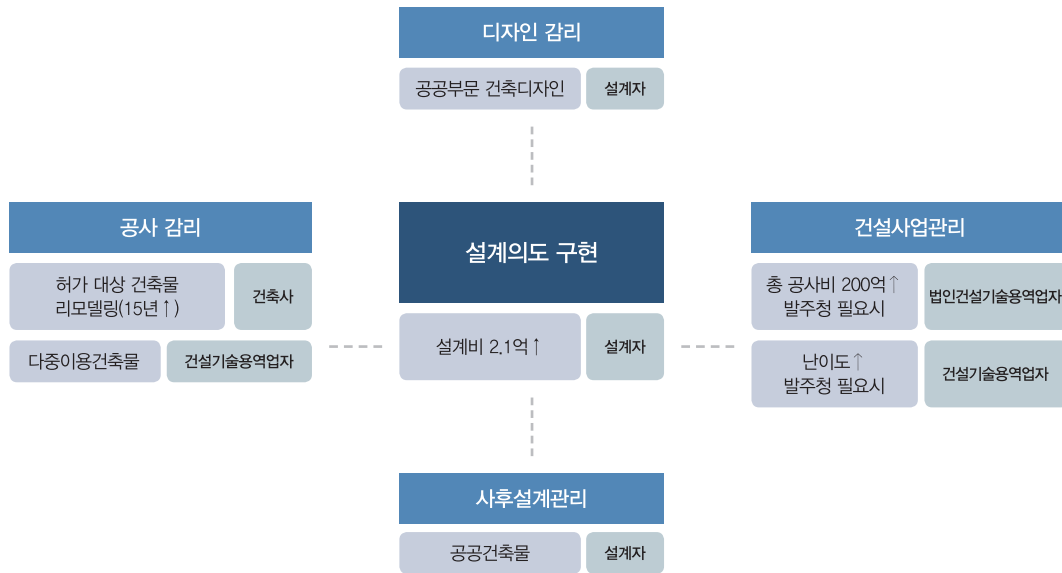 디자인 감리
공공부문 건축디자인
설계자
공사 감리
허가 대상 건축물
리모델링(15년↑)
건축사
다중이용건축물
건설기술용역업자
설계의도 구현
설계비 2.1억↑
설계자
건설사업관리
총 공사비 200억↑
발주청 필요시
법인건설기술용역업자
난이도↑
발주청 필요시
건설기술용역업자
사후설계관리
공공건축물
설계자